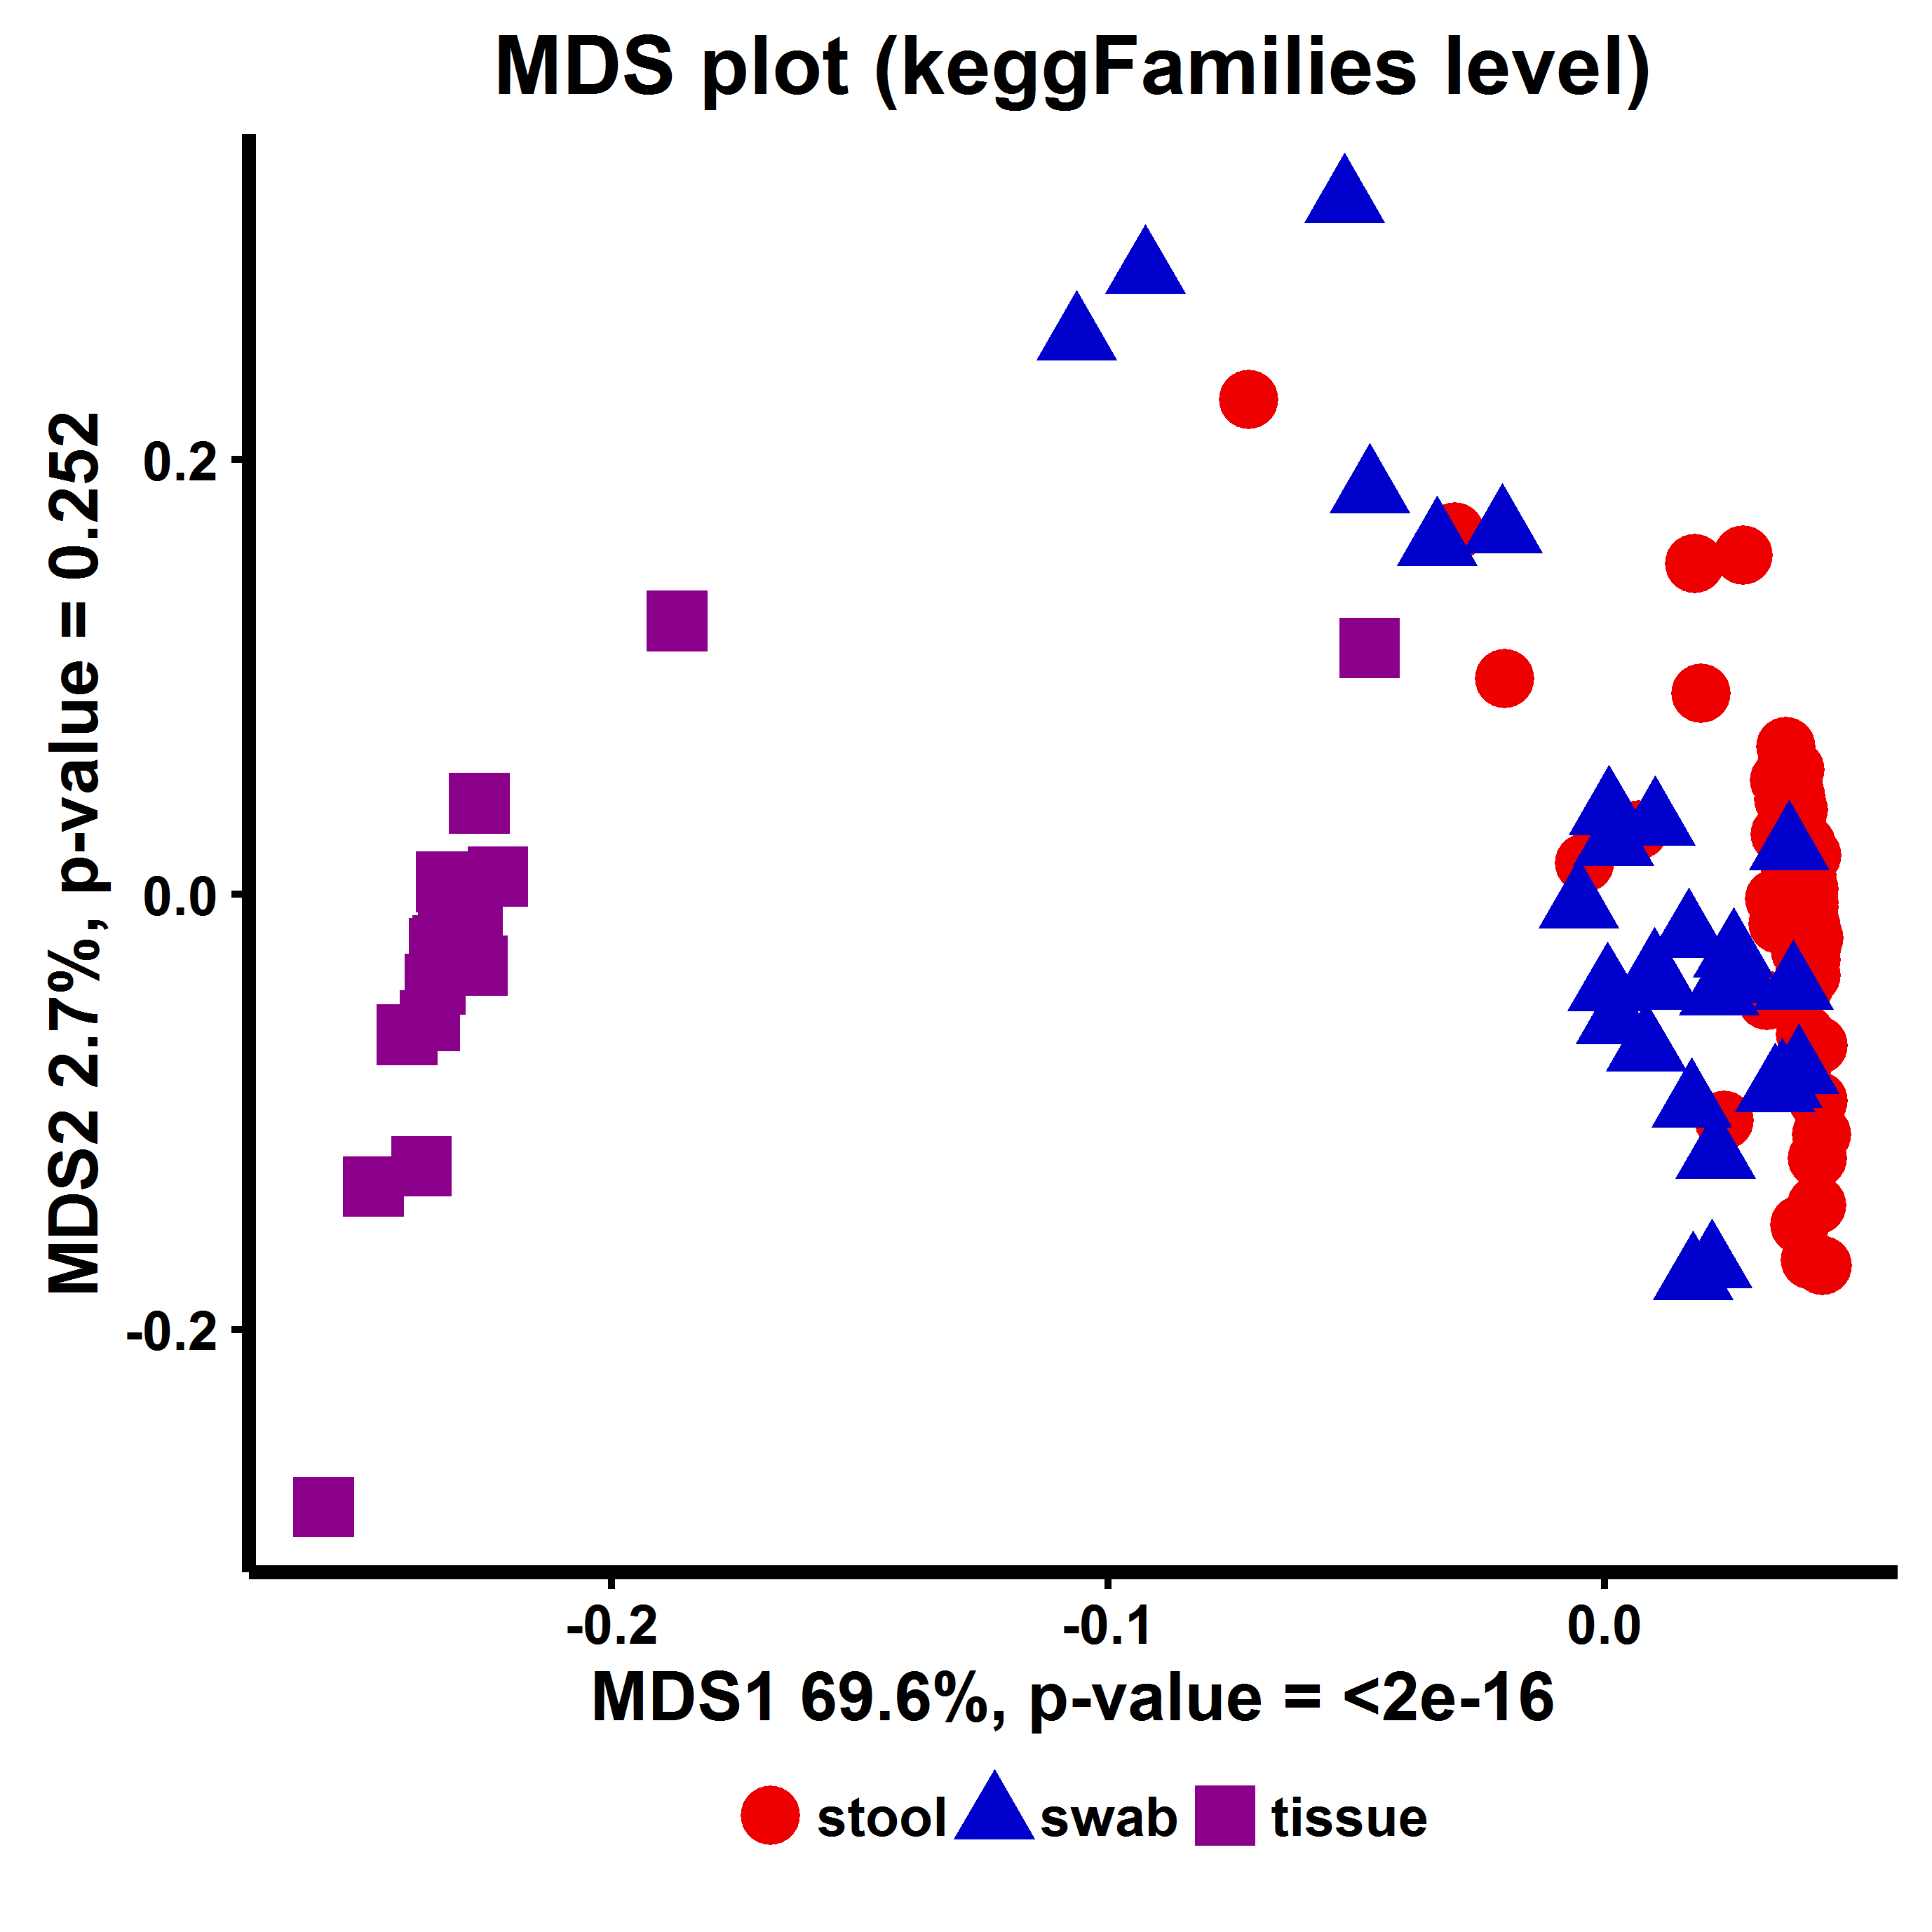 MDS plot (keggFamilies level)
MDS2 2.7%, p-value = 0.252
0.2
0.0
-0.2
-0.2 -0.1 0.0
MDS1 69.6%, p-value = <2e-16
stool swab tissue